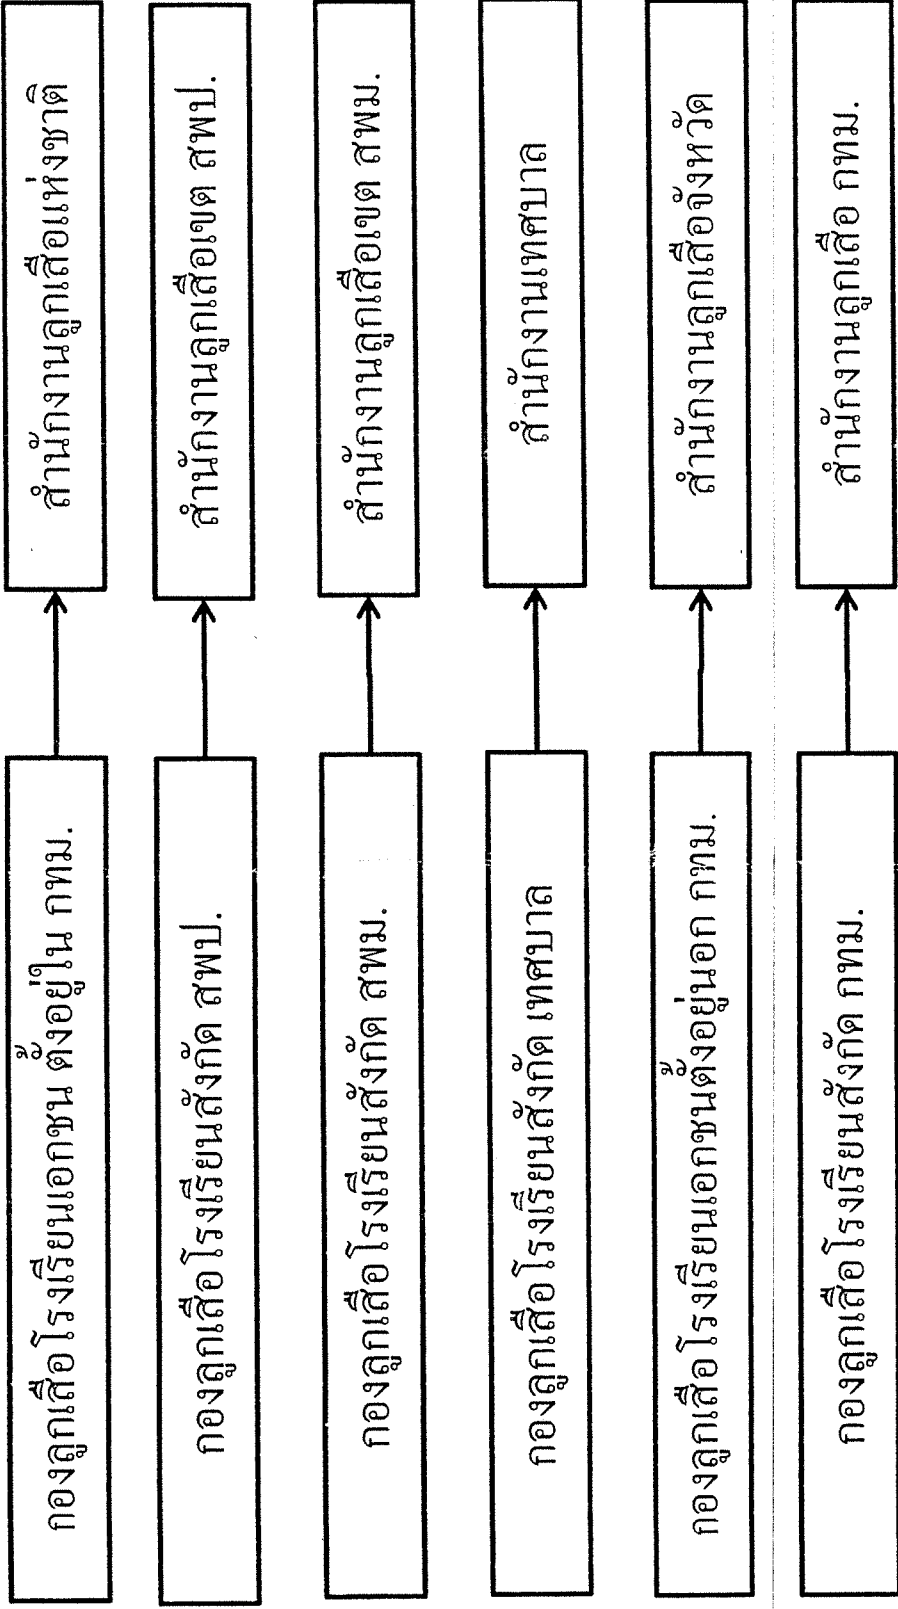 กองลูกเสือโรงเรียนเอกชน ตั้งอยู่ใน กทม.
สำนักงานลูกเสือแห่งชาติ
กองลูกเสือโรงเรียนสังกัด สพป.
สำนักงานลูกเสือเขต สพป.
กองลูกเสือโรงเรียนสังกัด สพม.
สำนักงานลูกเสือเขต สพม.
กองลูกเสือโรงเรียนสังกัด เทศบาล
สำนักงานเทศบาล
กองลูกเสือโรงเรียนเอกชนตั้งอยู่นอก กทม.
สำนักงานลูกเสือจังหวัด
กองลูกเสือโรงเรียนสังกัด กทม.
สำนักงานลูกเสือ กทม.